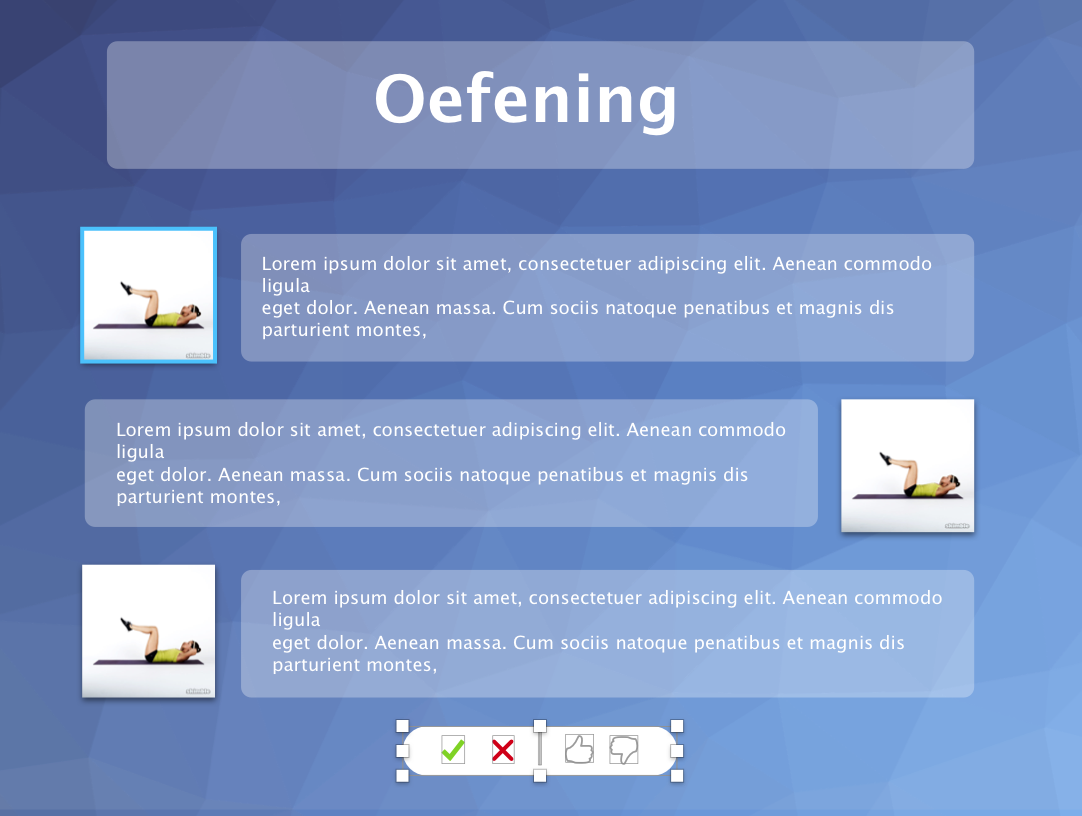 Oefening
Lorem ipsum dolor sit amet, consectetuer adipiscing elit. Aenean commodo
ligula
eget dolor. Aenean massa. Cum sociis natoque penatibus et magnis dis
parturient montes,
Lorem ipsum dolor sit amet, consectetuer adipiscing elit. Aenean commodo
ligula
eget dolor. Aenean massa. Cum sociis natoque penatibus et magnis dis
parturient montes,
Lorem ipsum dolor sit amet, consectetuer adipiscing elit. Aenean commodo
ligula
eget dolor. Aenean massa. Cum sociis natoque penatibus et magnis dis
parturient montes,